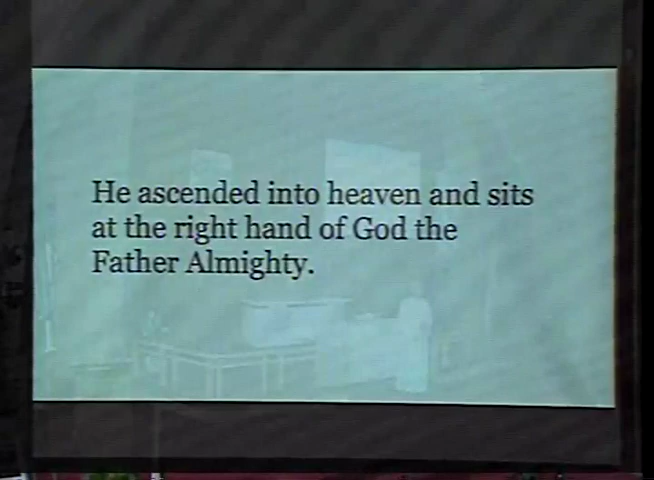 He ascended into heaven and sits
at the right hand of God the
Father Almighty.